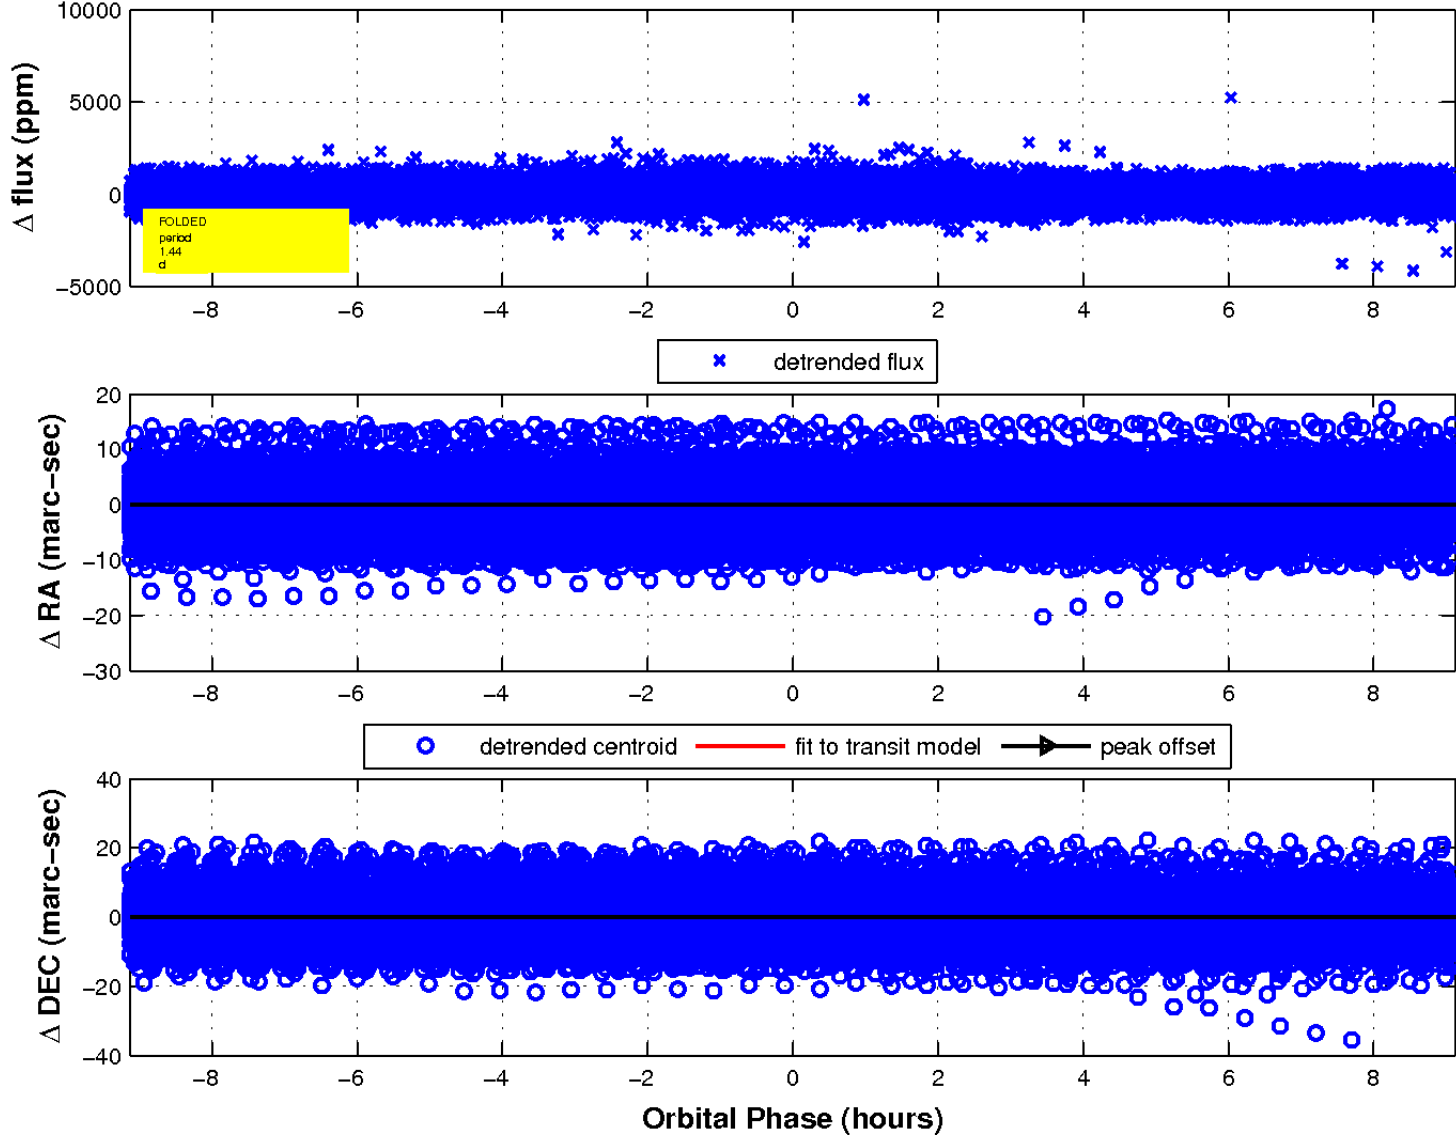 10000
5000
0
−5000
Δ flux (ppm)
FOLDED
period
1.44
d
−8 −6 −4 −2 0 2 4 6 8
detrended flux
20
10
0
−10
−20
−30
Δ RA (marc−sec)
−8 −6 −4 −2 0 2 4 6 8
detrended centroid fit to transit model peak offset
40
20
0
−20
−40
Δ DEC (marc−sec)
−8 −6 −4 −2 0 2 4 6 8
Orbital Phase (hours)